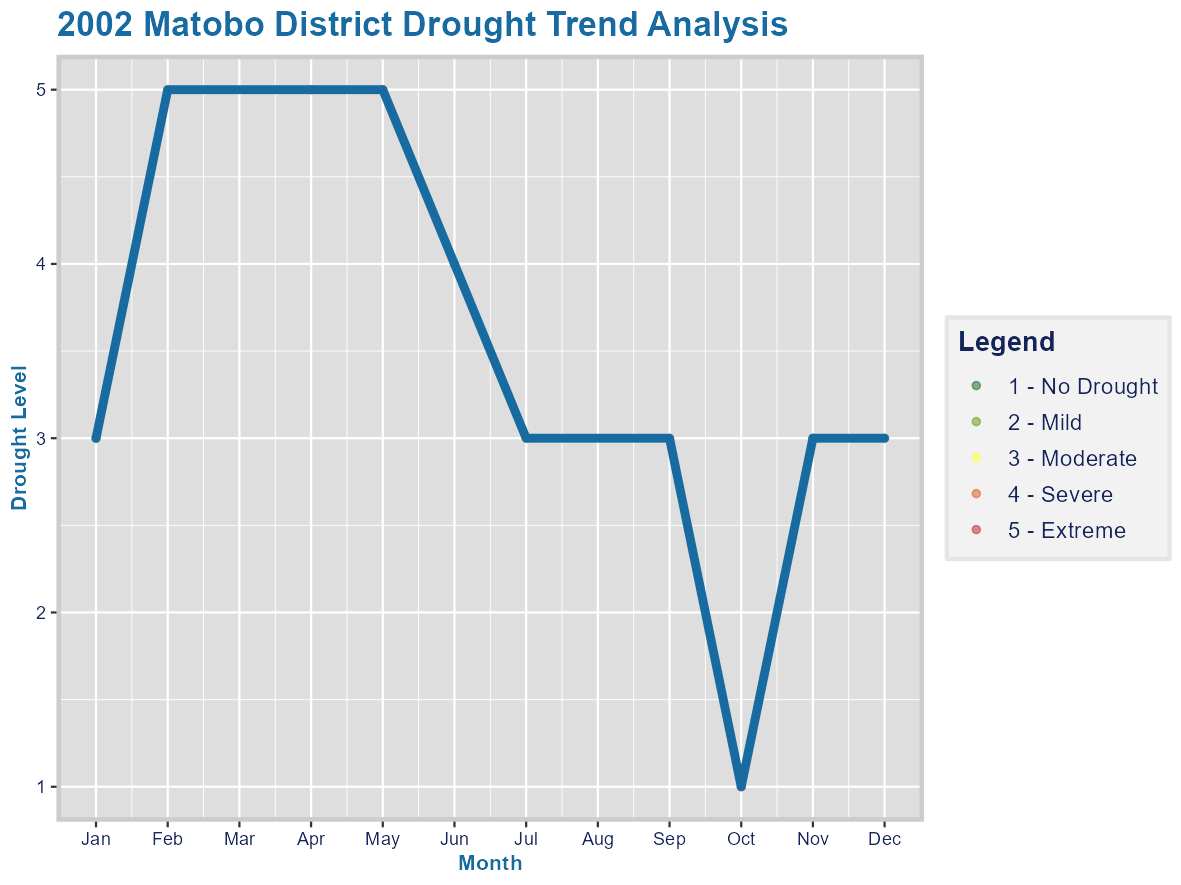 2002 Matobo District Drought Trend Analysis
Drought Level
5
4
3
2
1
Jan Feb Mar Apr May Jun Jul Aug Sep Oct Nov Dec
Month
Legend
1 - No Drought
2 - Mild
3 - Moderate
4 - Severe
5 - Extreme